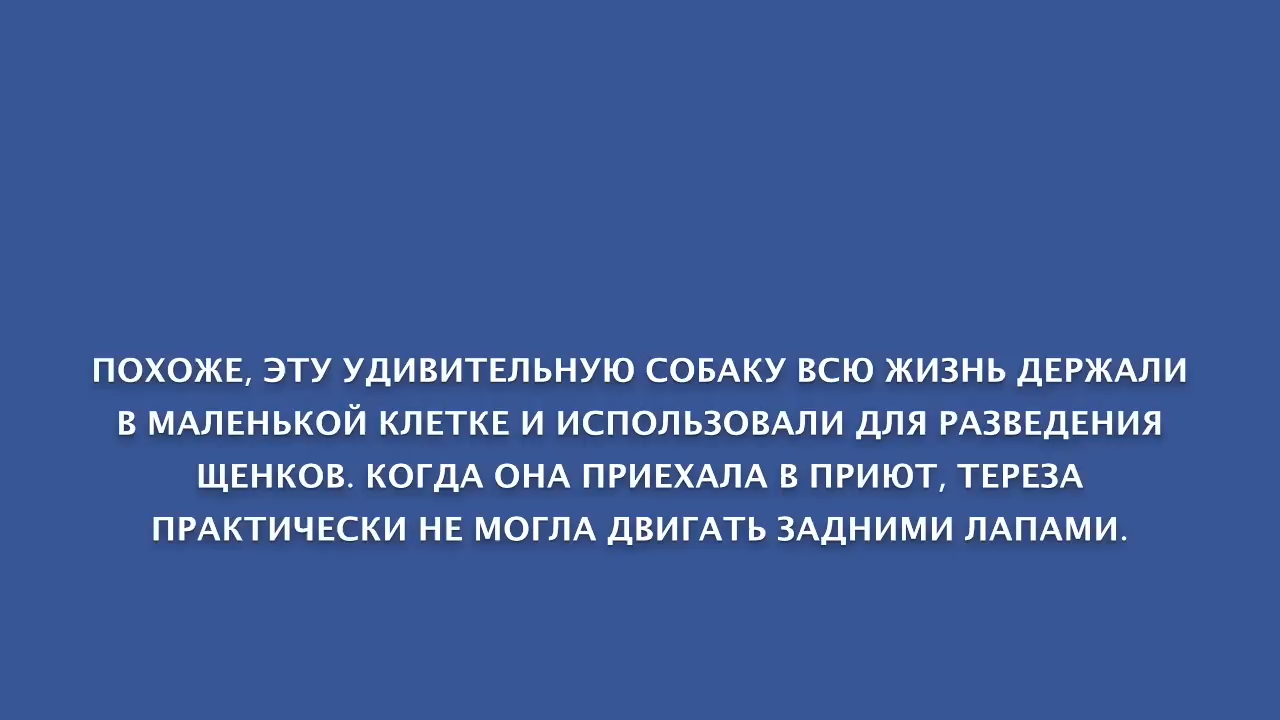 ПОХОЖЕ, ЭТУ УДИВИТЕЛЬНУЮ СОБАКУ ВСЮ ЖИЗНЬ ДЕРЖАЛИ
В МАЛЕНЬКОЙ КЛЕТКЕ И ИСПОЛЬЗОВАЛИ ДЛЯ РАЗВЕДЕНИЯ
ЩЕНКОВ. КОГДА ОНА ПРИЕХАЛА В ПРИЮТ, ТЕРЕЗА
ПРАКТИЧЕСКИ НЕ МОГЛА ДВИГАТЬ ЗАДНИМИ ЛАПАМИ.